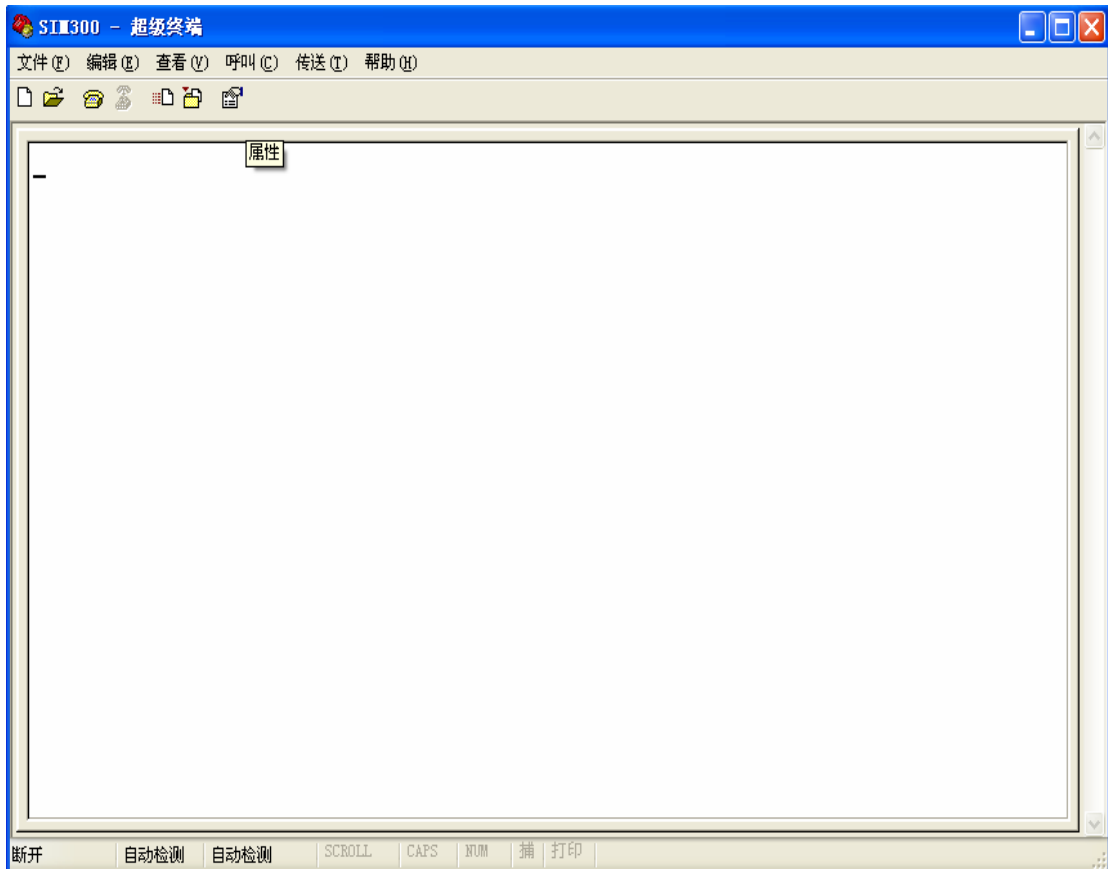 SIM300 - 超级终端
文件(F) 编辑(E) 查看(V) 呼叫(C) 传送(T) 帮助(H)
属性
断开 自动检测 自动检测 SCROLL CAPS NUM 捕 打印